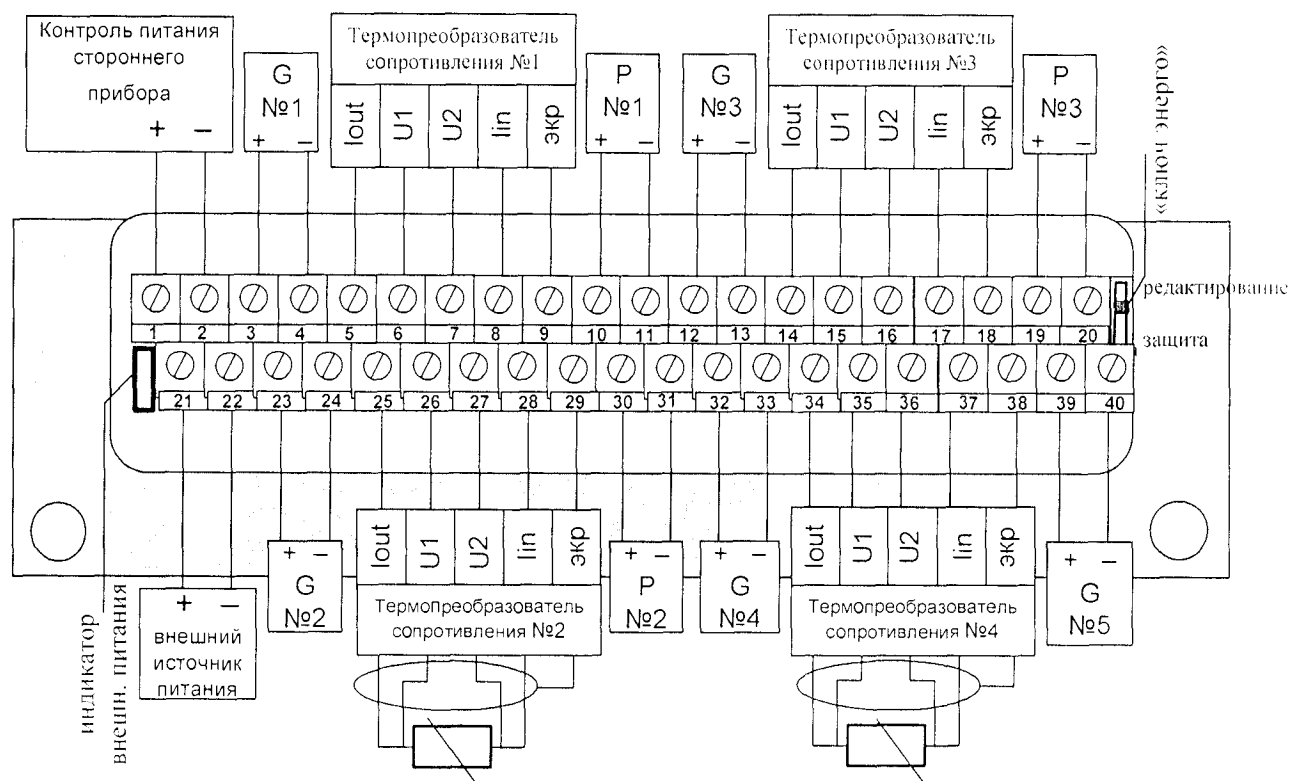 Контроль питания
стороннего
прибора
+ –
G
№1
+ –
Термопреобразователь
сопротивления №1
Iout U1 U2 Iin экр
P
№1
+ –
G
№3
+ –
Термопреобразователь
сопротивления №3
Iout U1 U2 Iin экр
P
№3
+ –
«ключ энерго»
редактирование
защита
1 2 3 4 5 6 7 8 9 10 11 12 13 14 15 16 17 18 19 20
21 22 23 24 25 26 27 28 29 30 31 32 33 34 35 36 37 38 39 40
индикатор
внешн. питания
+ –
внешний
источник
питания
+ –
G
№2
Iout U1 U2 Iin экр
Термопреобразователь
сопротивления №2
+ –
P
№2
+ –
G
№4
Iout U1 U2 Iin экр
Термопреобразователь
сопротивления №4
+ –
G
№5